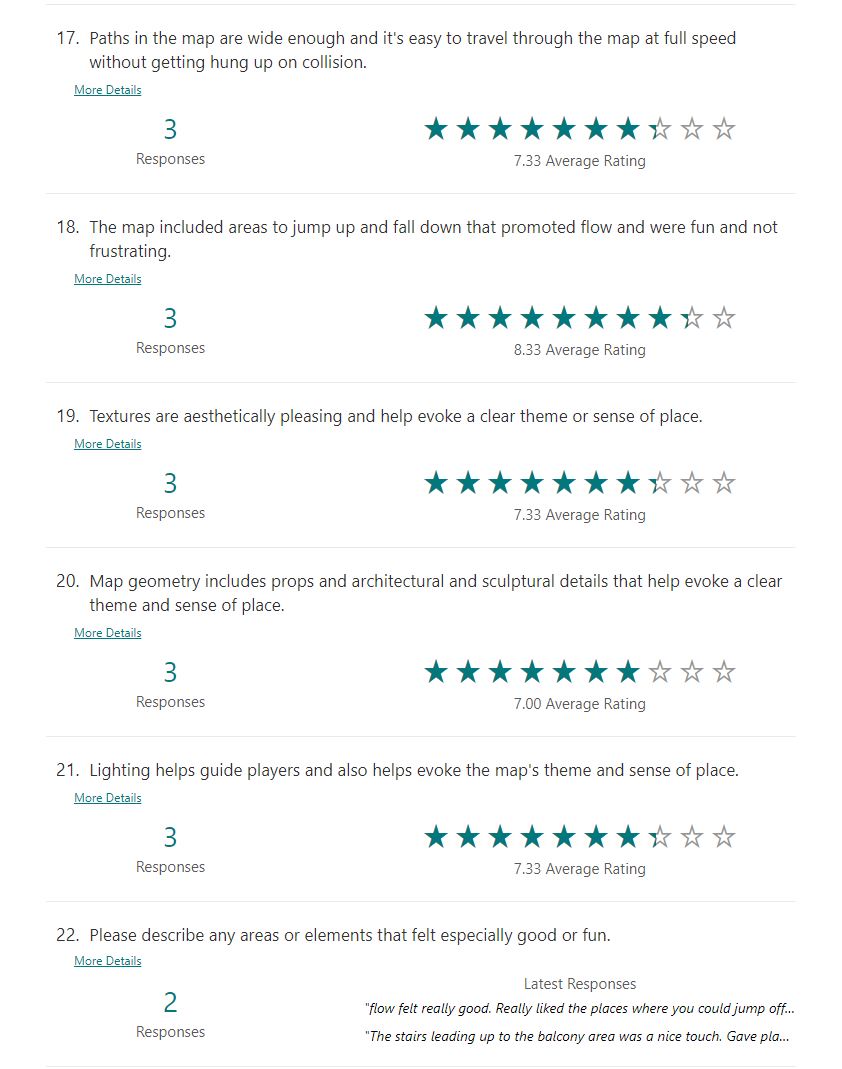 17. Paths in the map are wide enough and it's easy to travel through the map at full speed
without getting hung up on collision.
More Details
3
Responses
7.33 Average Rating
18. The map included areas to jump up and fall down that promoted flow and were fun and not
frustrating.
More Details
3
Responses
8.33 Average Rating
19. Textures are aesthetically pleasing and help evoke a clear theme or sense of place.
More Details
3
Responses
7.33 Average Rating
20. Map geometry includes props and architectural and sculptural details that help evoke a clear
theme and sense of place.
More Details
3
Responses
7.00 Average Rating
21. Lighting helps guide players and also helps evoke the map's theme and sense of place.
More Details
3
Responses
7.33 Average Rating
22. Please describe any areas or elements that felt especially good or fun.
More Details
2
Responses
Latest Responses
"flow felt really good. Really liked the places where you could jump off...
"The stairs leading up to the balcony area was a nice touch. Gave pla...